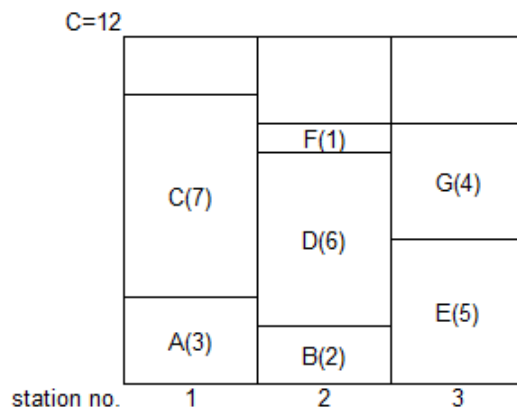 C=12
F(1)
C(7)
G(4)
D(6)
E(5)
A(3)
B(2)
station no. 1 2 3